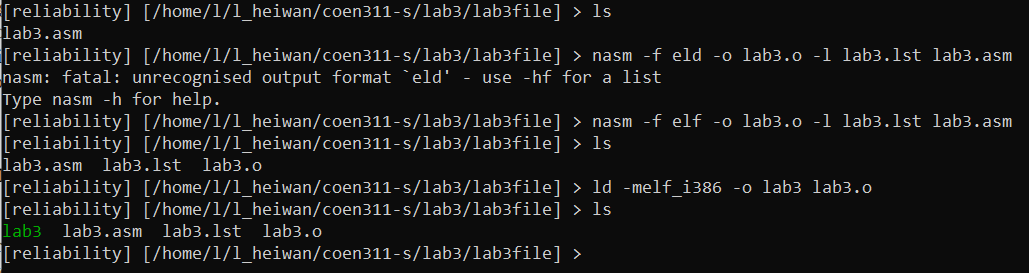 [reliability] [/home/l/l_heiwan/coen311-s/lab3/lab3file] > ls
lab3.asm
[reliability] [/home/l/l_heiwan/coen311-s/lab3/lab3file] > nasm -f eld -o lab3.o -l lab3.lst lab3.asm
nasm: fatal: unrecognised output format `eld' - use -hf for a list
Type nasm -h for help.
[reliability] [/home/l/l_heiwan/coen311-s/lab3/lab3file] > nasm -f elf -o lab3.o -l lab3.lst lab3.asm
[reliability] [/home/l/l_heiwan/coen311-s/lab3/lab3file] > ls
lab3.asm  lab3.lst  lab3.o
[reliability] [/home/l/l_heiwan/coen311-s/lab3/lab3file] > ld -melf_i386 -o lab3 lab3.o
[reliability] [/home/l/l_heiwan/coen311-s/lab3/lab3file] > ls
lab3  lab3.asm  lab3.lst  lab3.o
[reliability] [/home/l/l_heiwan/coen311-s/lab3/lab3file] >